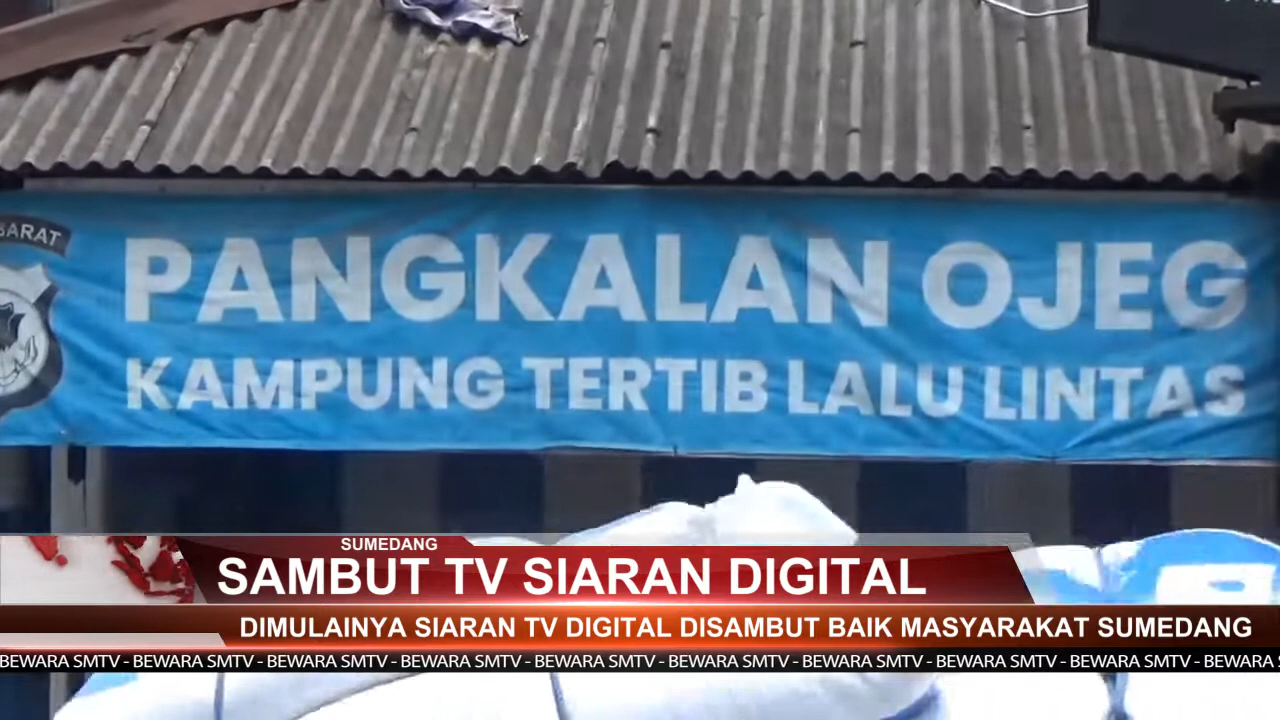 BARAT
PANGKALAN OJEG
KAMPUNG TERTIB LALU LINTAS
SUMEDANG
SAMBUT TV SIARAN DIGITAL
DIMULAINYA SIARAN TV DIGITAL DISAMBUT BAIK MASYARAKAT SUMEDANG
BEWARA SMTV - BEWARA SMTV - BEWARA SMTV - BEWARA SMTV - BEWARA SMTV - BEWARA SMTV - BEWARA SMTV - BEWARA SMTV - BEWARA SMTV - BEWARA